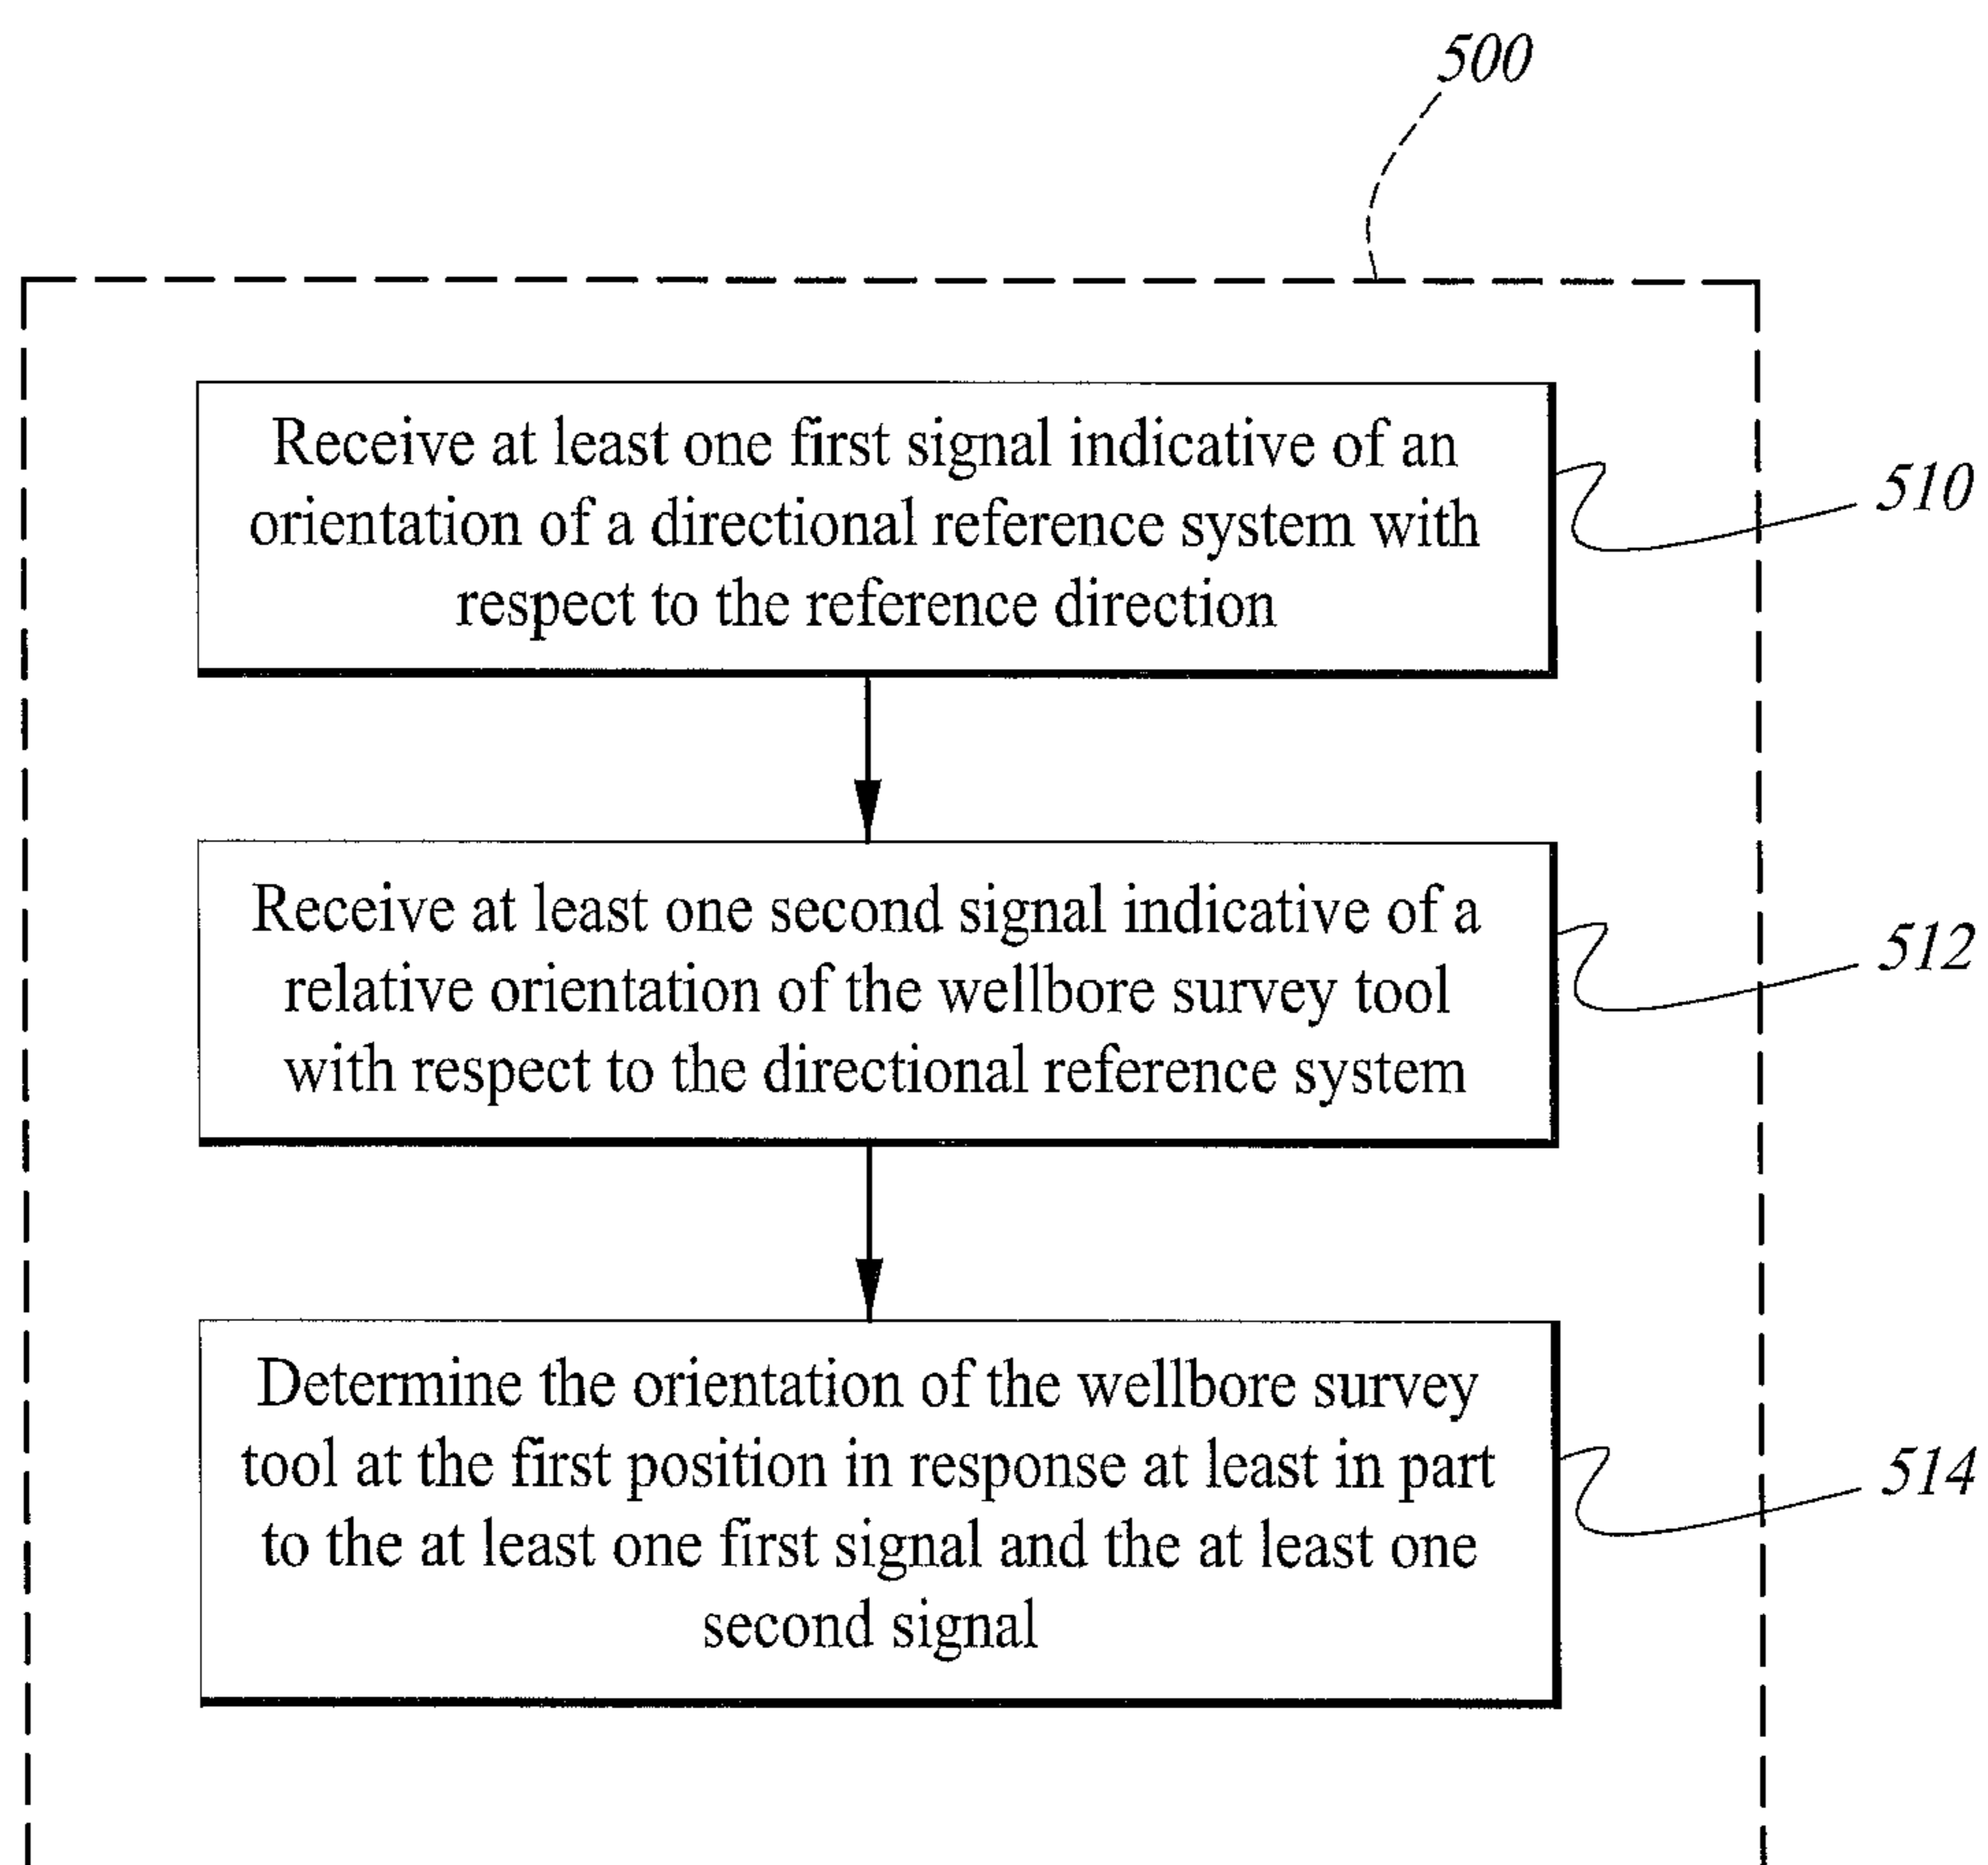 500
Receive at least one first signal indicative of an
orientation of a directional reference system with
respect to the reference direction
510
Receive at least one second signal indicative of a
relative orientation of the wellbore survey tool
with respect to the directional reference system
512
Determine the orientation of the wellbore survey
tool at the first position in response at least in part
to the at least one first signal and the at least one
second signal
514